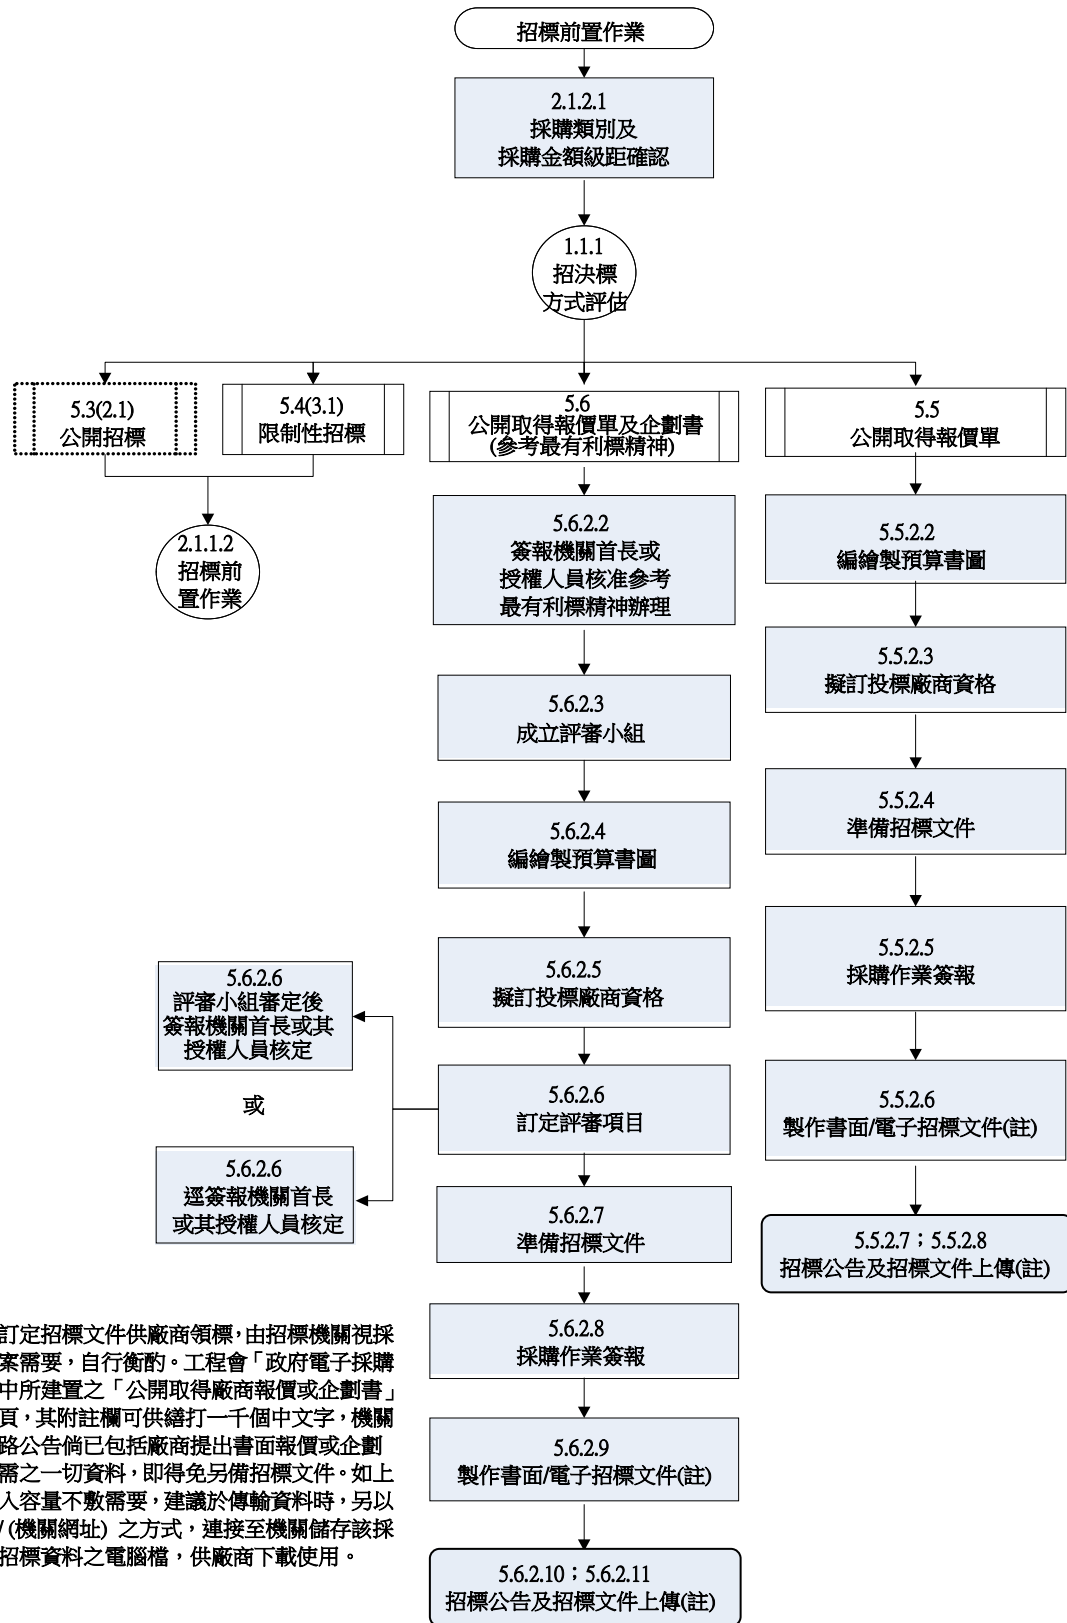 招標前置作業
2.1.2.1
採購類別及
採購金額級距確認
1.1.1
招決標
方式評估
5.3(2.1)
公開招標
5.4(3.1)
限制性招標
5.6
公開取得報價單及企劃書
(參考最有利標精神)
5.5
公開取得報價單
2.1.1.2
招標前
置作業
5.6.2.2
簽報機關首長或
授權人員核准參考
最有利標精神辦理
5.6.2.3
成立評審小組
5.6.2.4
編繪製預算書圖
5.6.2.5
擬訂投標廠商資格
5.6.2.6
訂定評審項目
5.6.2.6
評審小組審定後
簽報機關首長或其
授權人員核定
或
5.6.2.6
逕簽報機關首長
或其授權人員核定
5.6.2.7
準備招標文件
5.6.2.8
採購作業簽報
5.6.2.9
製作書面/電子招標文件(註)
5.6.2.10；5.6.2.11
招標公告及招標文件上傳(註)
5.5.2.2
編繪製預算書圖
5.5.2.3
擬訂投標廠商資格
5.5.2.4
準備招標文件
5.5.2.5
採購作業簽報
5.5.2.6
製作書面/電子招標文件(註)
5.5.2.7；5.5.2.8
招標公告及招標文件上傳(註)
訂定招標文件供廠商領標，由招標機關視採
案需要，自行衡酌。工程會「政府電子採購
中所建置之「公開取得廠商報價或企劃書」
頁，其附註欄可供繕打一千個中文字，機關
路公告倘已包括廠商提出書面報價或企劃
需之一切資料，即得免另備招標文件。如上
入容量不敷需要，建議於傳輸資料時，另以
/(機關網址) 之方式，連接至機關儲存該採
招標資料之電腦檔，供廠商下載使用。